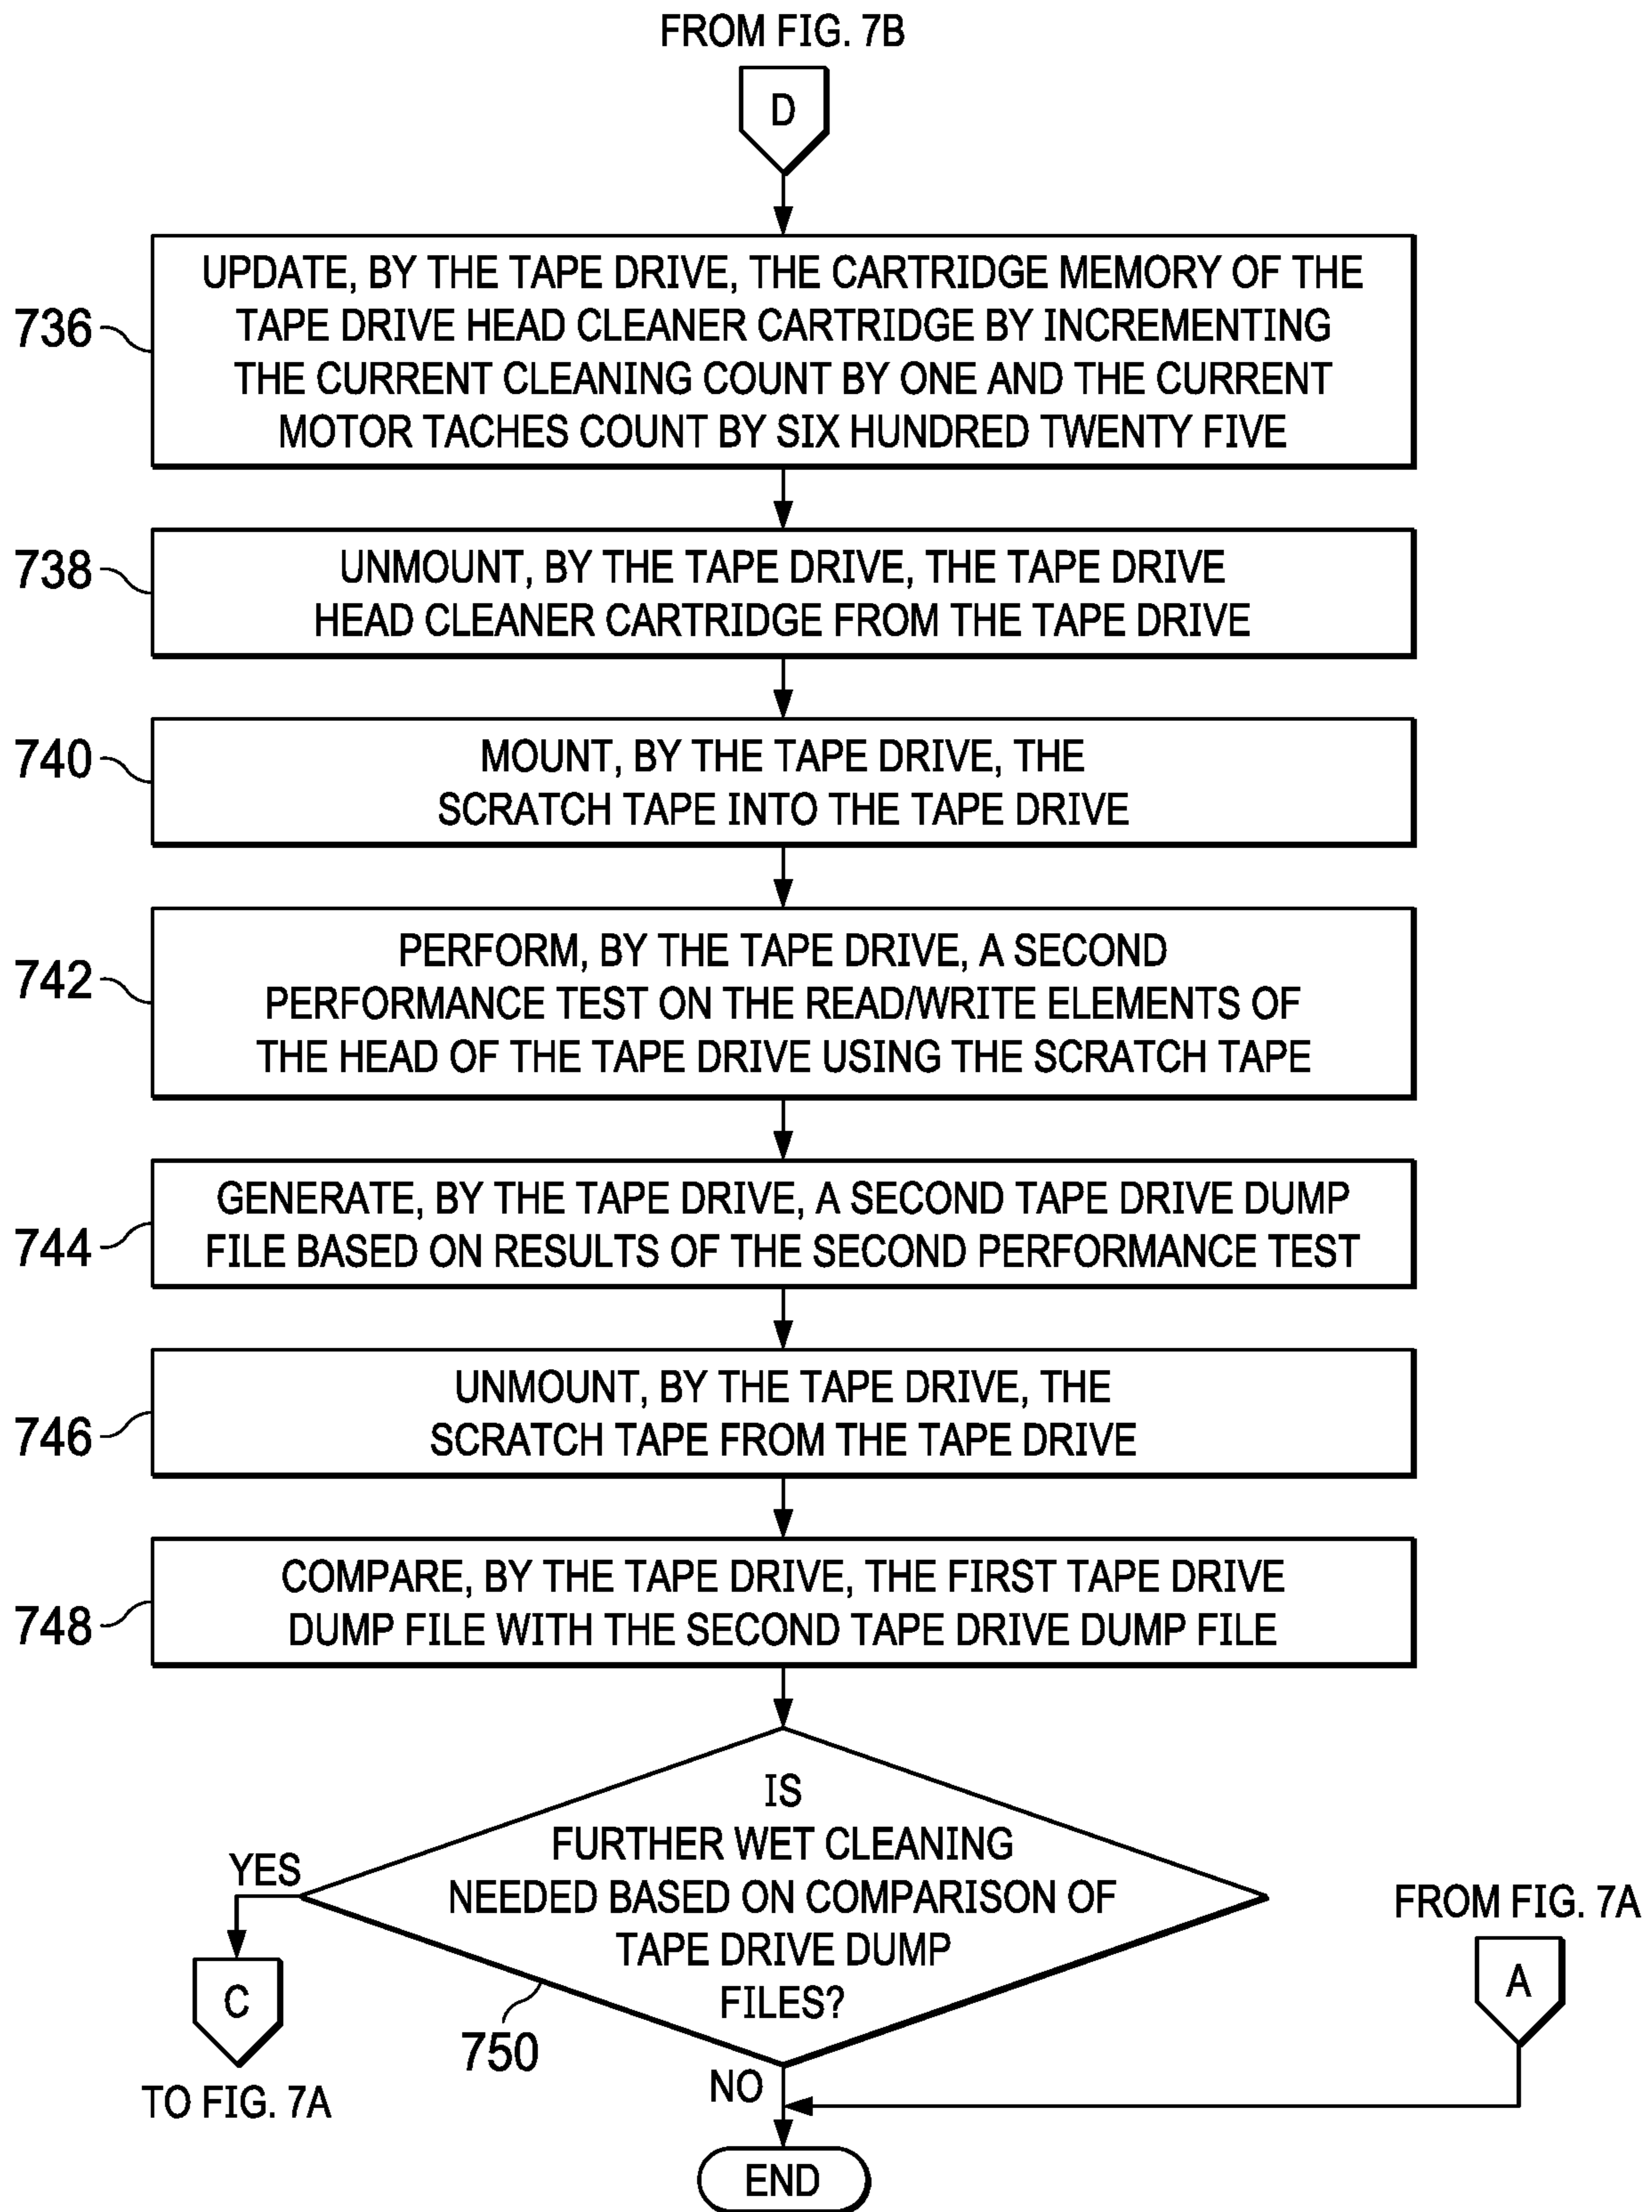 FROM FIG. 7B
D
736
UPDATE, BY THE TAPE DRIVE, THE CARTRIDGE MEMORY OF THE
TAPE DRIVE HEAD CLEANER CARTRIDGE BY INCREMENTING
THE CURRENT CLEANING COUNT BY ONE AND THE CURRENT
MOTOR TACHES COUNT BY SIX HUNDRED TWENTY FIVE
738
UNMOUNT, BY THE TAPE DRIVE, THE TAPE DRIVE
HEAD CLEANER CARTRIDGE FROM THE TAPE DRIVE
740
MOUNT, BY THE TAPE DRIVE, THE
SCRATCH TAPE INTO THE TAPE DRIVE
742
PERFORM, BY THE TAPE DRIVE, A SECOND
PERFORMANCE TEST ON THE READ/WRITE ELEMENTS OF
THE HEAD OF THE TAPE DRIVE USING THE SCRATCH TAPE
744
GENERATE, BY THE TAPE DRIVE, A SECOND TAPE DRIVE DUMP
FILE BASED ON RESULTS OF THE SECOND PERFORMANCE TEST
746
UNMOUNT, BY THE TAPE DRIVE, THE
SCRATCH TAPE FROM THE TAPE DRIVE
748
COMPARE, BY THE TAPE DRIVE, THE FIRST TAPE DRIVE
DUMP FILE WITH THE SECOND TAPE DRIVE DUMP FILE
IS
FURTHER WET CLEANING
NEEDED BASED ON COMPARISON OF
TAPE DRIVE DUMP
FILES?
750
YES
C
TO FIG. 7A
NO
FROM FIG. 7A
A
END